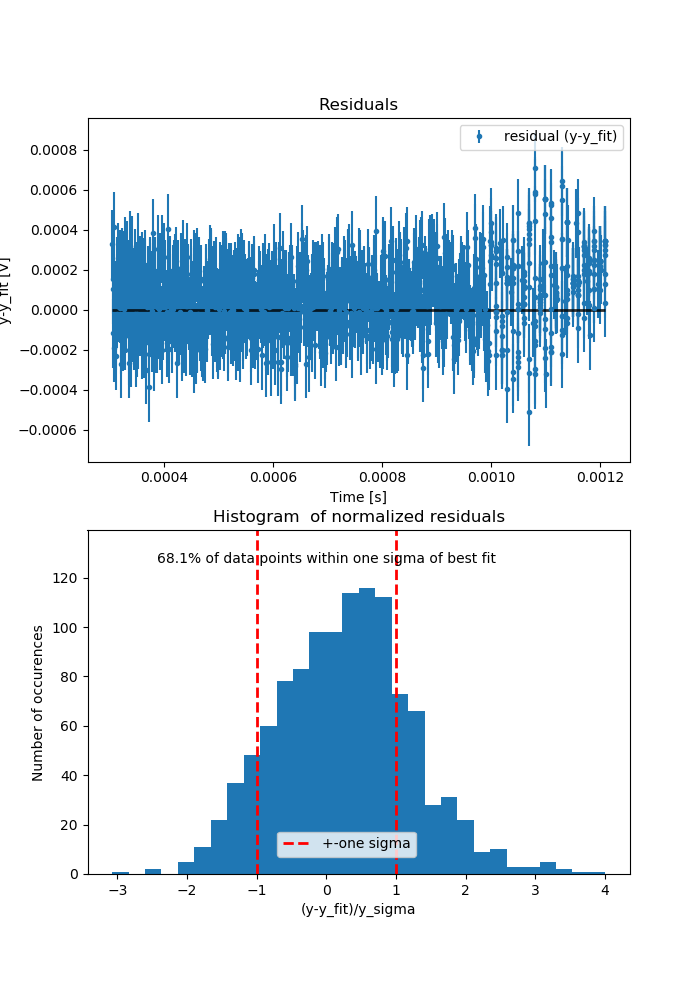 Residuals
residual (y-y_fit)
0.0008
0.0006
0.0004
0.0002
0.0000
−0.0002
−0.0004
−0.0006
y-y_fit [V]
0.0004 0.0006 0.0008 0.0010 0.0012
Time [s]
Histogram  of normalized residuals
68.1% of data points within one sigma of best fit
120
100
80
60
40
20
0
Number of occurences
+-one sigma
−3 −2 −1 0 1 2 3 4
(y-y_fit)/y_sigma